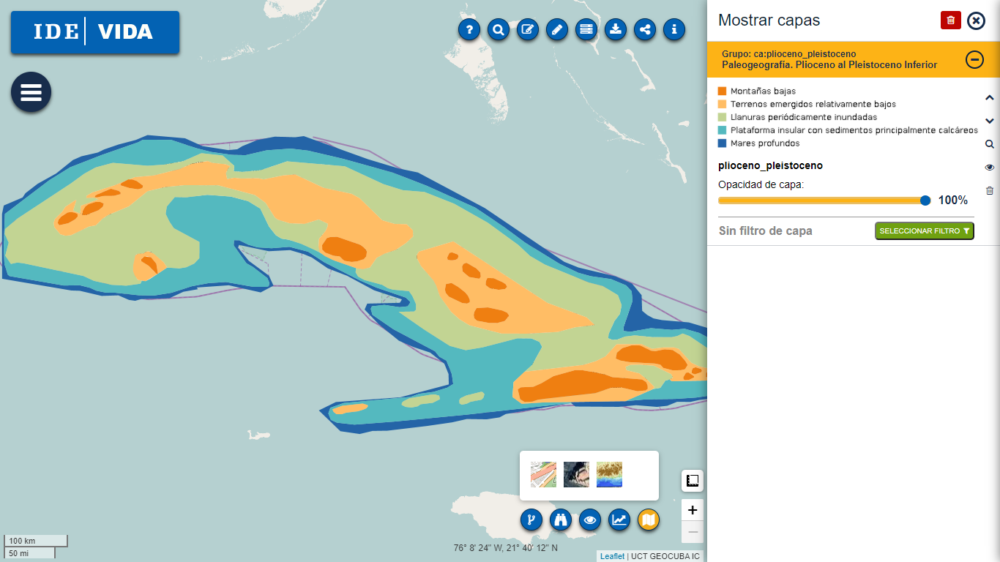 IDE VIDA
?
Mostrar capas
Grupo: ca:plioceno_pleistoceno
Paleogeografía. Plioceno al Pleistoceno Inferior
Montañas bajas
Terrenos emergidos relativamente bajos
Llanuras periódicamente inundadas
Plataforma insular con sedimentos principalmente calcáreos
Mares profundos
plioceno_pleistoceno
Opacidad de capa:
100%
Sin filtro de capa
SELECCIONAR FILTRO
+
−
100 km
50 mi
76° 8' 24" W, 21° 40' 12" N
Leaflet | UCT GEOCUBA IC